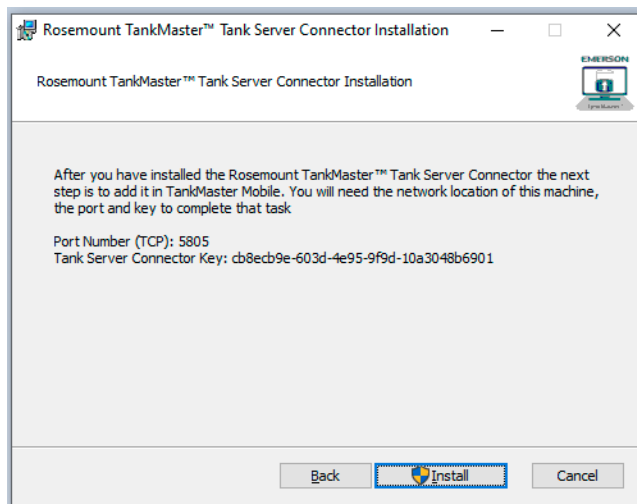 Rosemount TankMaster™ Tank Server Connector Installation
Rosemount TankMaster™ Tank Server Connector Installation
EMERSON
After you have installed the Rosemount TankMaster™ Tank Server Connector the next
step is to add it in TankMaster Mobile. You will need the network location of this machine,
the port and key to complete that task
Port Number (TCP): 5805
Tank Server Connector Key: cb8ecb9e-603d-4e95-9f9d-10a3048b6901
Back
Install
Cancel